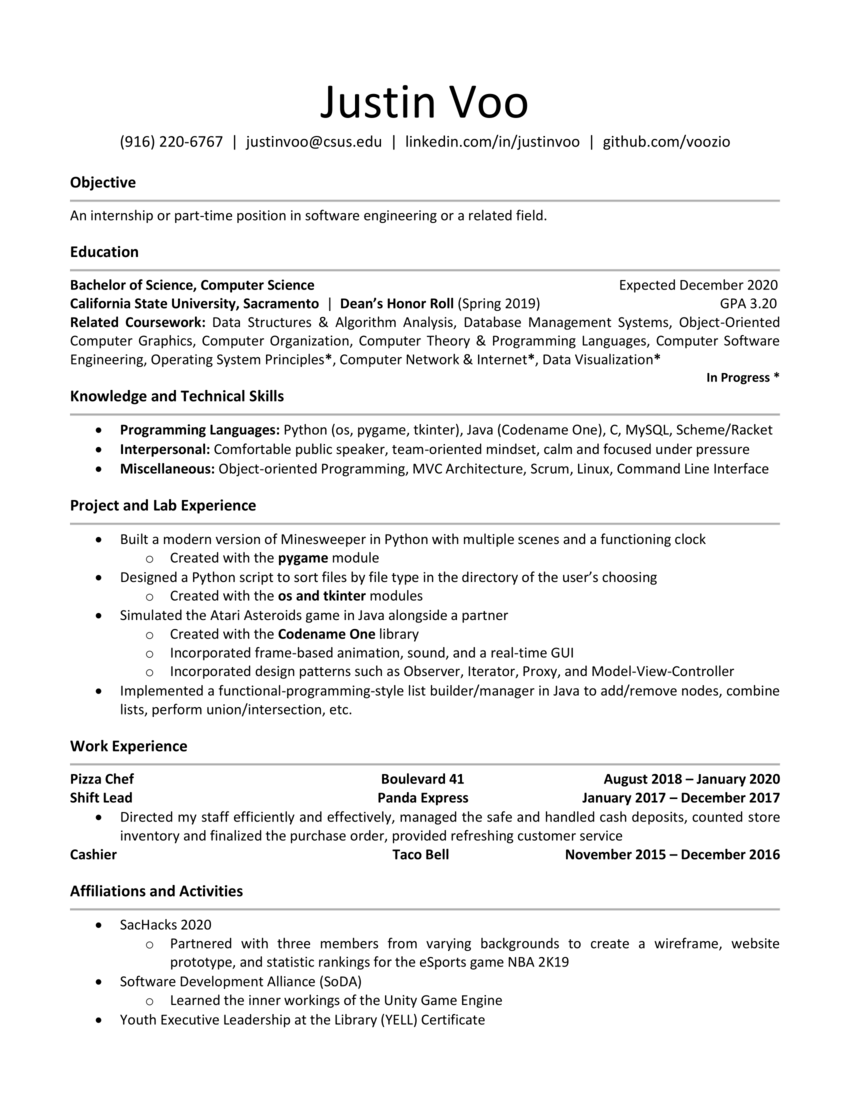 Justin Voo
(916) 220-6767 | justinvoo@csus.edu | linkedin.com/in/justinvoo | github.com/voozio
Objective
An internship or part-time position in software engineering or a related field.
Education
Bachelor of Science, Computer Science Expected December 2020
California State University, Sacramento | Dean’s Honor Roll (Spring 2019) GPA 3.20
Related Coursework: Data Structures & Algorithm Analysis, Database Management Systems, Object-Oriented
Computer Graphics, Computer Organization, Computer Theory & Programming Languages, Computer Software
Engineering, Operating System Principles*, Computer Network & Internet*, Data Visualization*
In Progress *
Knowledge and Technical Skills
• Programming Languages: Python (os, pygame, tkinter), Java (Codename One), C, MySQL, Scheme/Racket
• Interpersonal: Comfortable public speaker, team-oriented mindset, calm and focused under pressure
• Miscellaneous: Object-oriented Programming, MVC Architecture, Scrum, Linux, Command Line Interface
Project and Lab Experience
• Built a modern version of Minesweeper in Python with multiple scenes and a functioning clock
o Created with the pygame module
• Designed a Python script to sort files by file type in the directory of the user’s choosing
o Created with the os and tkinter modules
• Simulated the Atari Asteroids game in Java alongside a partner
o Created with the Codename One library
o Incorporated frame-based animation, sound, and a real-time GUI
o Incorporated design patterns such as Observer, Iterator, Proxy, and Model-View-Controller
• Implemented a functional-programming-style list builder/manager in Java to add/remove nodes, combine
lists, perform union/intersection, etc.
Work Experience
Pizza Chef Boulevard 41 August 2018 – January 2020
Shift Lead Panda Express January 2017 – December 2017
• Directed my staff efficiently and effectively, managed the safe and handled cash deposits, counted store
inventory and finalized the purchase order, provided refreshing customer service
Cashier Taco Bell November 2015 – December 2016
Affiliations and Activities
• SacHacks 2020
o Partnered with three members from varying backgrounds to create a wireframe, website
prototype, and statistic rankings for the eSports game NBA 2K19
• Software Development Alliance (SoDA)
o Learned the inner workings of the Unity Game Engine
• Youth Executive Leadership at the Library (YELL) Certificate